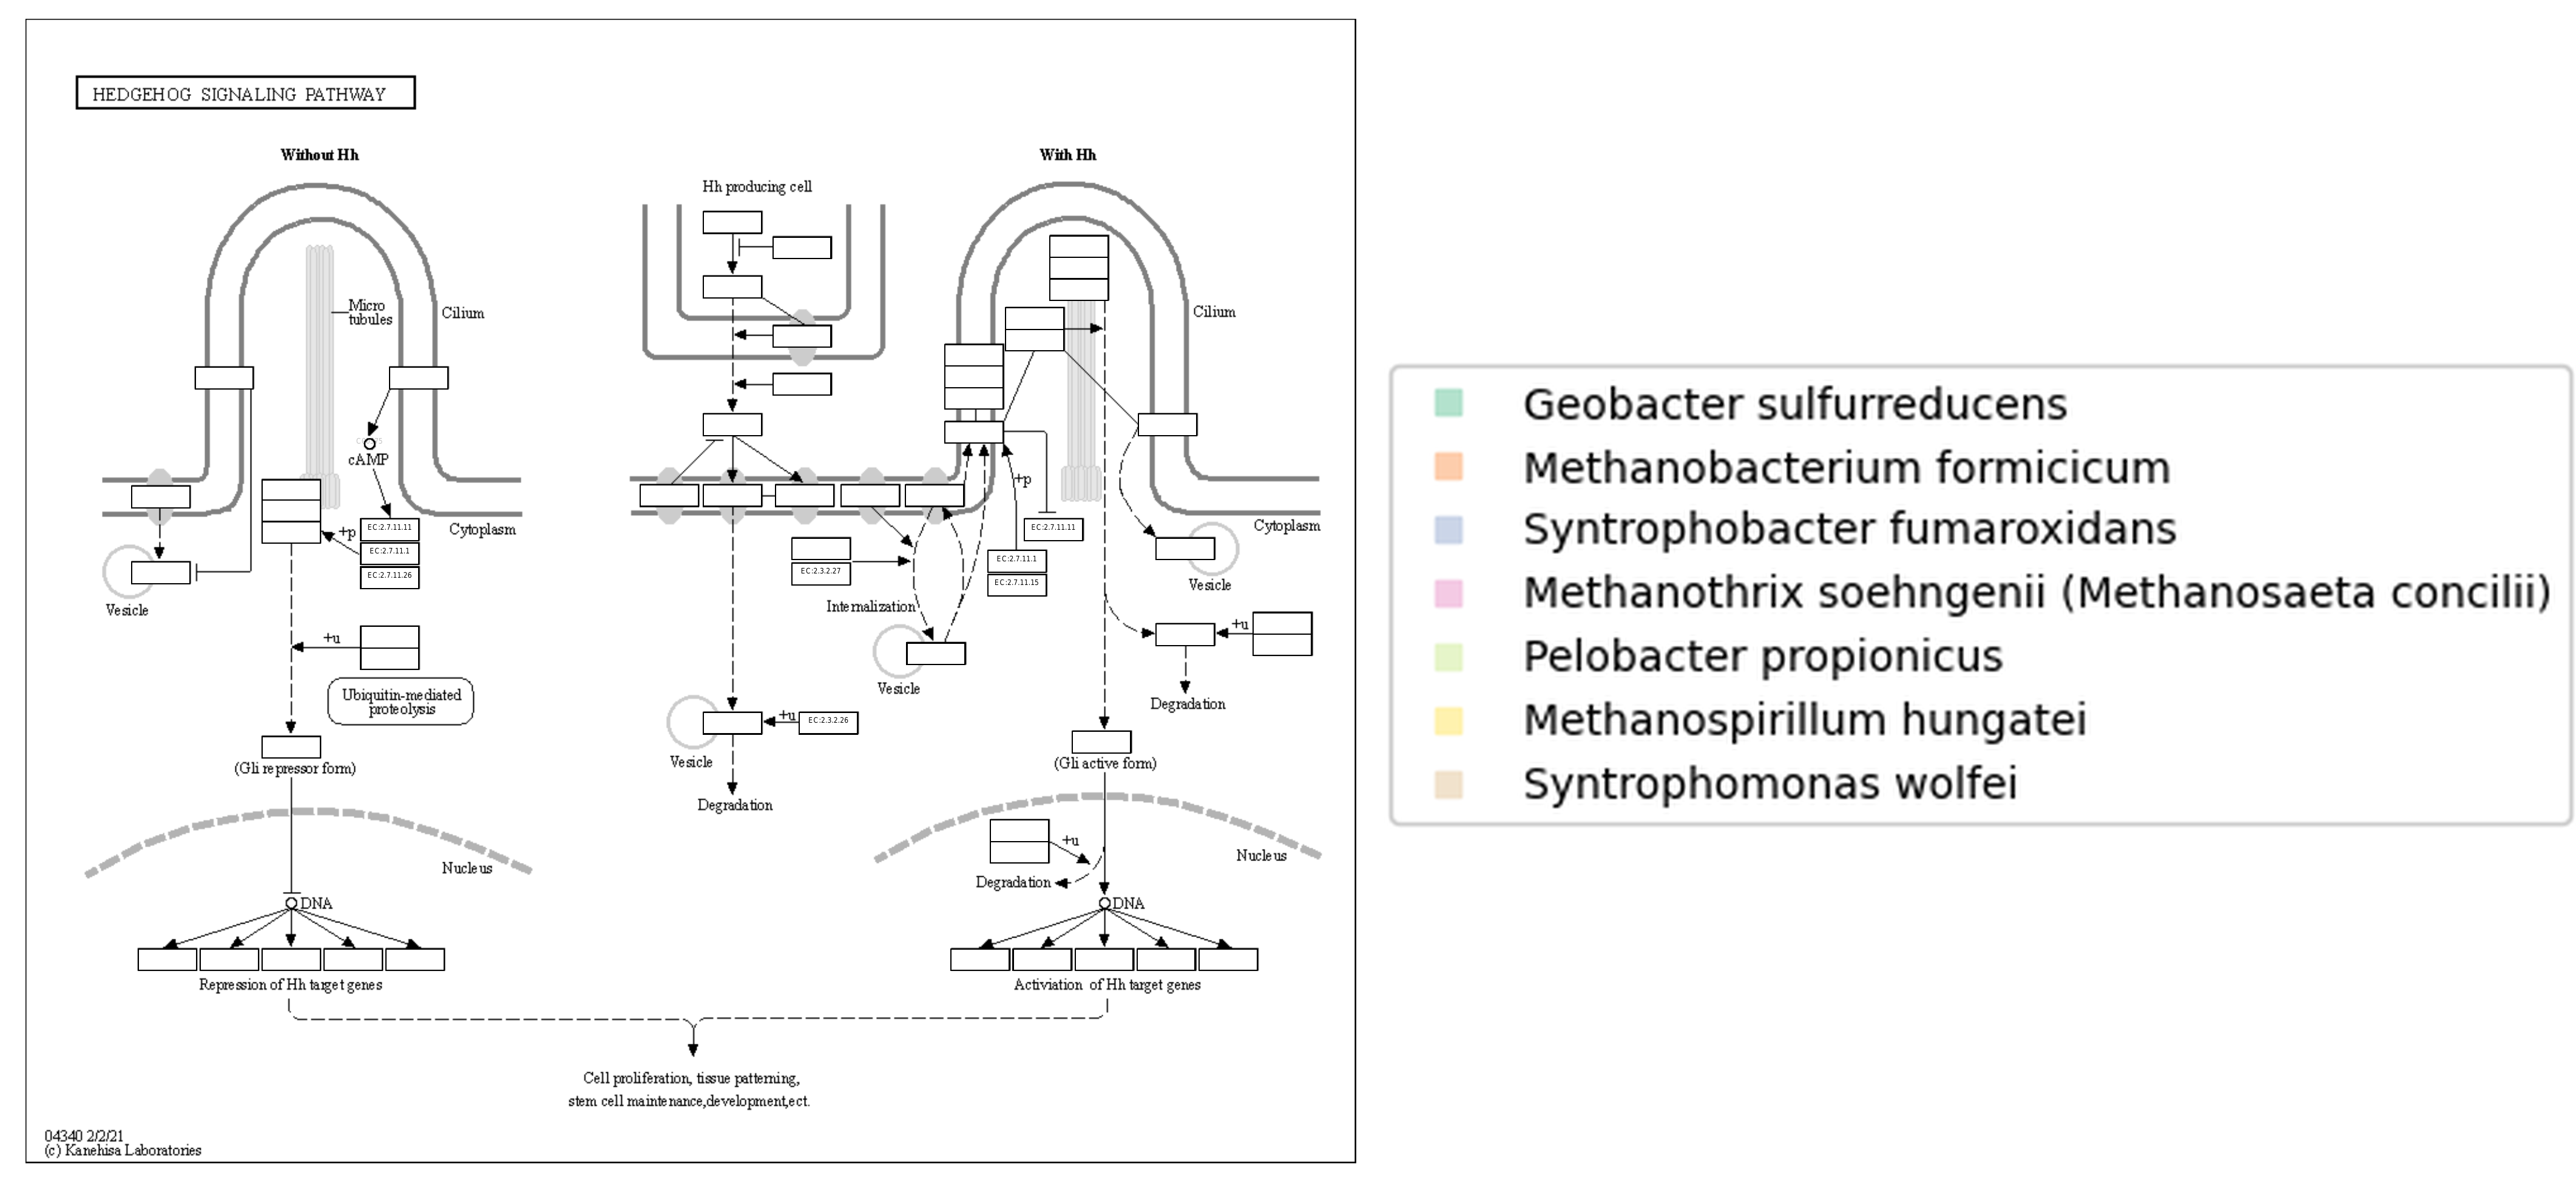 HEDGEHOG SIGNALING PATHWAY
Without Hh
With Hh
Hh producing cell
Micro
tubules
Cilium
Cilium
cAMP
+p
EC:2.7.11.11
EC:2.7.11.1
EC:2.7.11.26
Cytoplasm
Vesicle
+u
Ubiquitin-mediated
proteolysis
(Gli repressor form)
Nucleus
DNA
Repression of Hh target genes
+p
EC:2.7.11.11
EC:2.7.11.1
EC:2.7.11.15
EC:2.3.2.27
Internalization
Vesicle
+u
EC:2.3.2.26
Vesicle
Degradation
Cytoplasm
Vesicle
+u
Degradation
(Gli active form)
+u
Degradation
Nucleus
DNA
Activiation of Hh target genes
Cell proliferation, tissue patterning,
stem cell maintenance,development,ect.
04340 2/2/21
(c) Kanehisa Laboratories
Geobacter sulfurreducens
Methanobacterium formicicum
Syntrophobacter fumaroxidans
Methanothrix soehngenii (Methanosaeta concilii)
Pelobacter propionicus
Methanospirillum hungatei
Syntrophomonas wolfei